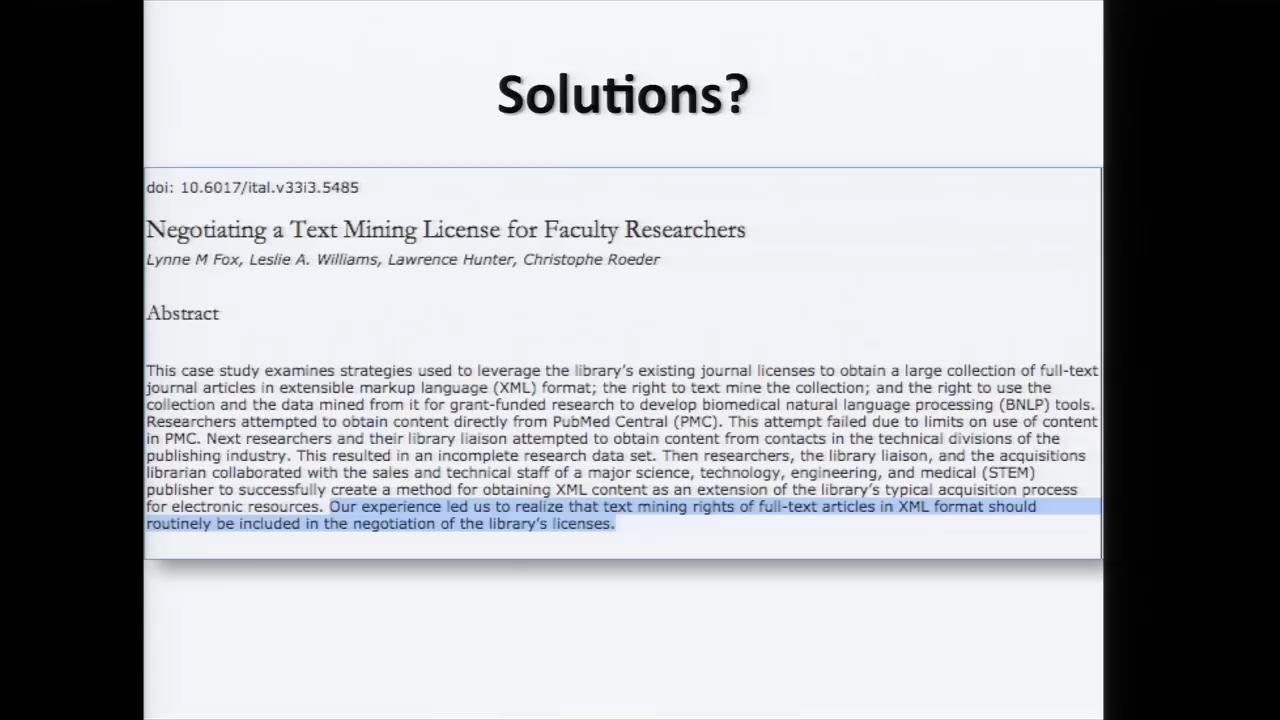 Solutions?
doi: 10.6017/ital.v33i3.5485
Negotiating a Text Mining License for Faculty Researchers
Lynne M Fox, Leslie A. Williams, Lawrence Hunter, Christophe Roeder
Abstract
This case study examines strategies used to leverage the library's existing journal licenses to obtain a large collection of full-text
journal articles in extensible markup language (XML) format; the right to text mine the collection; and the right to use the
collection and the data mined from it for grant-funded research to develop biomedical natural language processing (BNLP) tools.
Researchers attempted to obtain content directly from PubMed Central (PMC). This attempt failed due to limits on use of content
in PMC. Next researchers and their library liaison attempted to obtain content from contacts in the technical divisions of the
publishing industry. This resulted in an incomplete research data set. Then researchers, the library liaison, and the acquisitions
librarian collaborated with the sales and technical staff of a major science, technology, engineering, and medical (STEM)
publisher to successfully create a method for obtaining XML content as an extension of the library's typical acquisition process
for electronic resources. Our experience led us to realize that text mining rights of full-text articles in XML format should
routinely be included in the negotiation of the library's licenses.